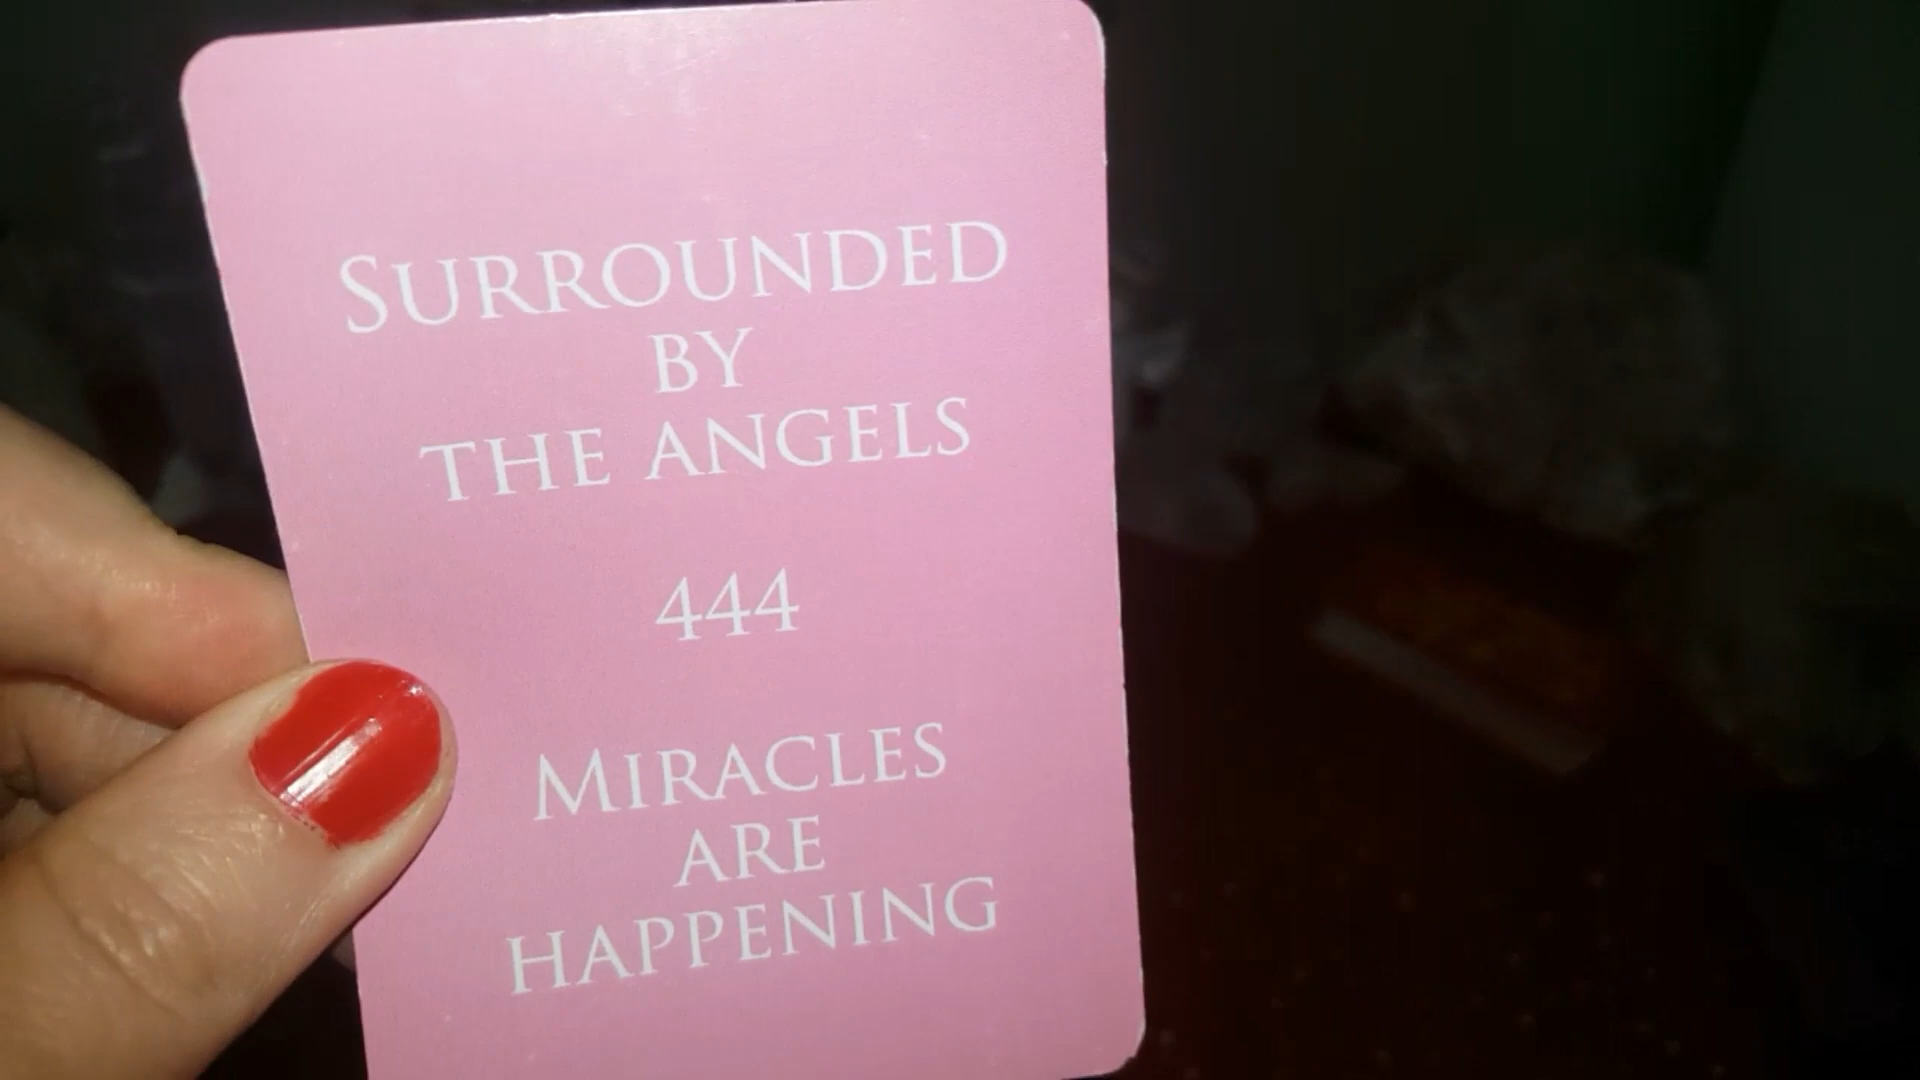 SURROUNDED
BY
THE ANGELS
444
MIRACLES
ARE
HAPPENING